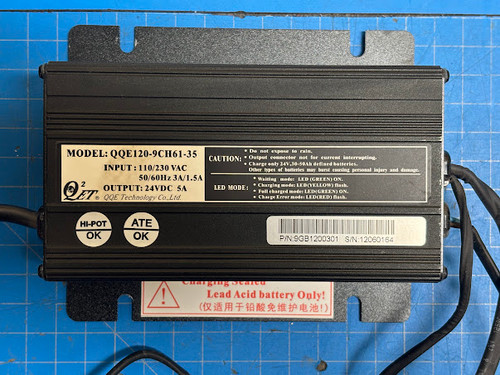 MODEL: QQE120-9CH61-35
INPUT : 110/230 VAC
50/60Hz 3A/1.5A
OUTPUT: 24VDC 5A
QQE Technology Co.,Ltd.
QET
CAUTION:
• Do not expose to rain.
• Output connector not for current interrupting.
• Charge only 24V,30-50Ah defined batteries.
Other types of batteries may burst causing personal injury and damage.
LED MODE:
• Waiting mode: LED (GREEN) ON.
• Charging mode: LED(YELLOW) flash.
• Full charged mode: LED(GREEN) ON.
• Charge Error mode: LED(RED) flash.
HI-POT
OK
ATE
OK
P/N:9GB1200301 S/N:12060164
Charging Sealed
Lead Acid battery Only!
(仅适用于铅酸免维护电池!)